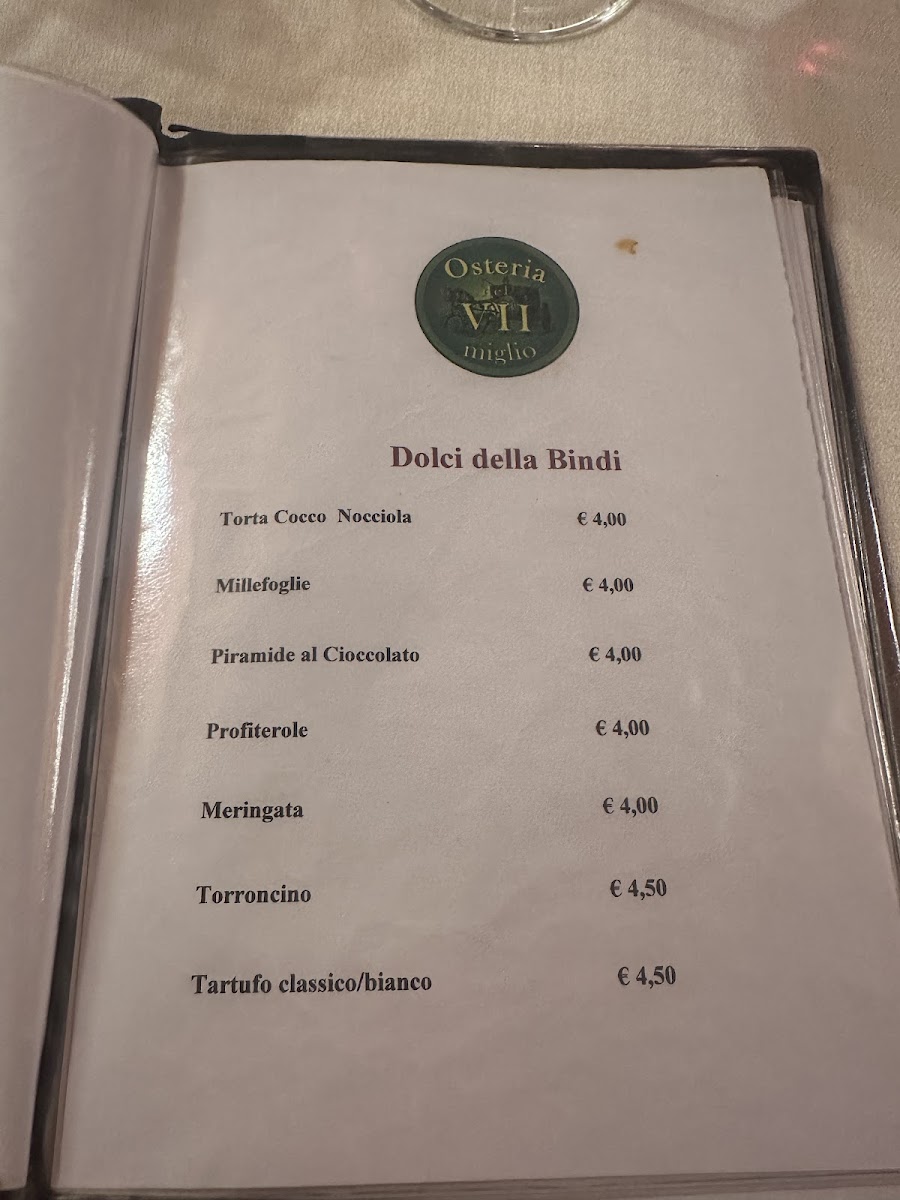 Osteria
del
VII
miglio
Dolci della Bindi
Torta Cocco Nocciola € 4,00
Millefoglie € 4,00
Piramide al Cioccolato € 4,00
Profiterole € 4,00
Meringata € 4,00
Torroncino € 4,50
Tartufo classico/bianco € 4,50